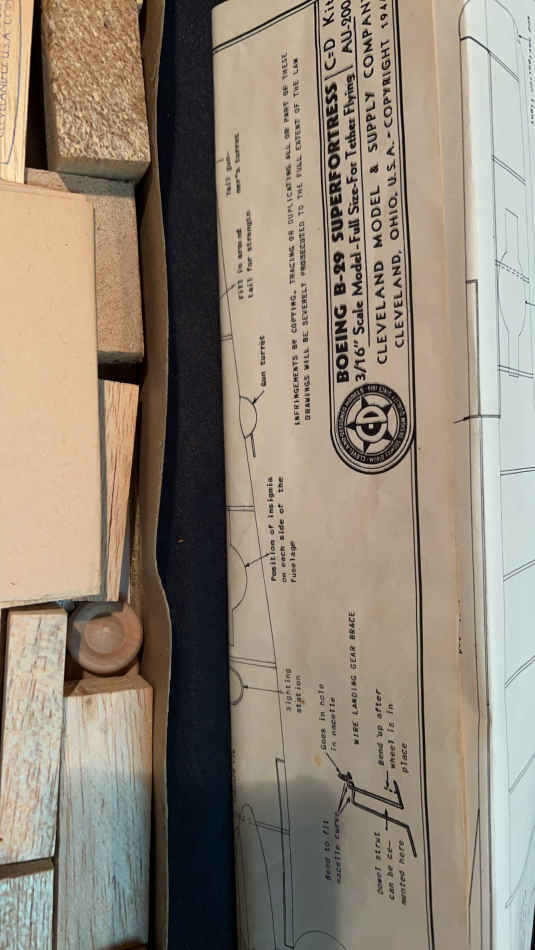 CLEVELAND, U.S.A.
Tail gun-
ner's turret
Fill in around
tail for strength
Gun turret
Position of insignia
on each side of the
fuselage
Sighting
station
INFRINGEMENTS BY COPYING, TRACING OR DUPLICATING ALL OR PART OF THESE
DRAWINGS WILL BE SEVERELY PROSECUTED TO THE FULL EXTENT OF THE LAW
BOEING B-29 SUPERFORTRESS C-D Kit
3/16" Scale Model - Full Size - For Tether Flying AU-200
CLEVELAND MODEL & SUPPLY COMPAN
CLEVELAND, OHIO, U.S.A. - COPYRIGHT 194
C-D
Goes in hole
in nacelle
WIRE LANDING GEAR BRACE
Bend to fit
nacelle curve
Bend up after
wheel is in
place
Dowel strut
can be ce-
mented here